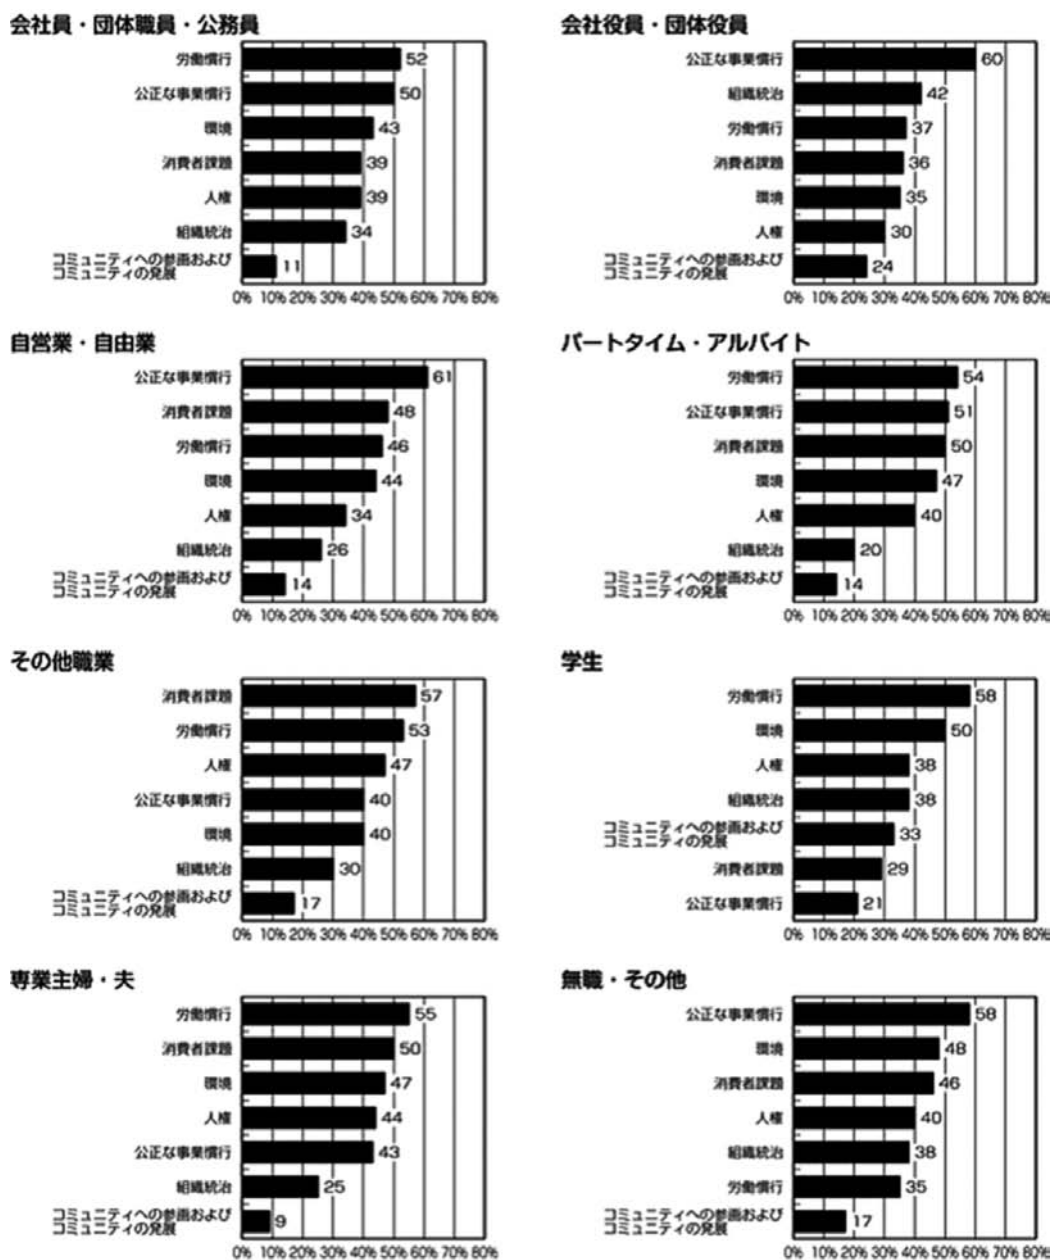 会社員・団体職員・公務員
労働慣行 52
公正な事業慣行 50
環境 43
消費者課題 39
人権 39
組織統治 34
コミュニティへの参画および
コミュニティの発展 11
0% 10% 20% 30% 40% 50% 60% 70% 80%
会社役員・団体役員
公正な事業慣行 60
組織統治 42
労働慣行 37
消費者課題 36
環境 35
人権 30
コミュニティへの参画および
コミュニティの発展 24
0% 10% 20% 30% 40% 50% 60% 70% 80%
自営業・自由業
公正な事業慣行 61
消費者課題 48
労働慣行 46
環境 44
人権 34
組織統治 26
コミュニティへの参画および
コミュニティの発展 14
0% 10% 20% 30% 40% 50% 60% 70% 80%
パートタイム・アルバイト
労働慣行 54
公正な事業慣行 51
消費者課題 50
環境 47
人権 40
組織統治 20
コミュニティへの参画および
コミュニティの発展 14
0% 10% 20% 30% 40% 50% 60% 70% 80%
その他職業
消費者課題 57
労働慣行 53
人権 47
公正な事業慣行 40
環境 40
組織統治 30
コミュニティへの参画および
コミュニティの発展 17
0% 10% 20% 30% 40% 50% 60% 70% 80%
学生
労働慣行 58
環境 50
人権 38
組織統治 38
コミュニティへの参画および
コミュニティの発展 33
消費者課題 29
公正な事業慣行 21
0% 10% 20% 30% 40% 50% 60% 70% 80%
専業主婦・夫
労働慣行 55
消費者課題 50
環境 47
人権 44
公正な事業慣行 43
組織統治 25
コミュニティへの参画および
コミュニティの発展 9
0% 10% 20% 30% 40% 50% 60% 70% 80%
無職・その他
公正な事業慣行 58
環境 48
消費者課題 46
人権 40
組織統治 38
労働慣行 35
コミュニティへの参画および
コミュニティの発展 17
0% 10% 20% 30% 40% 50% 60% 70% 80%